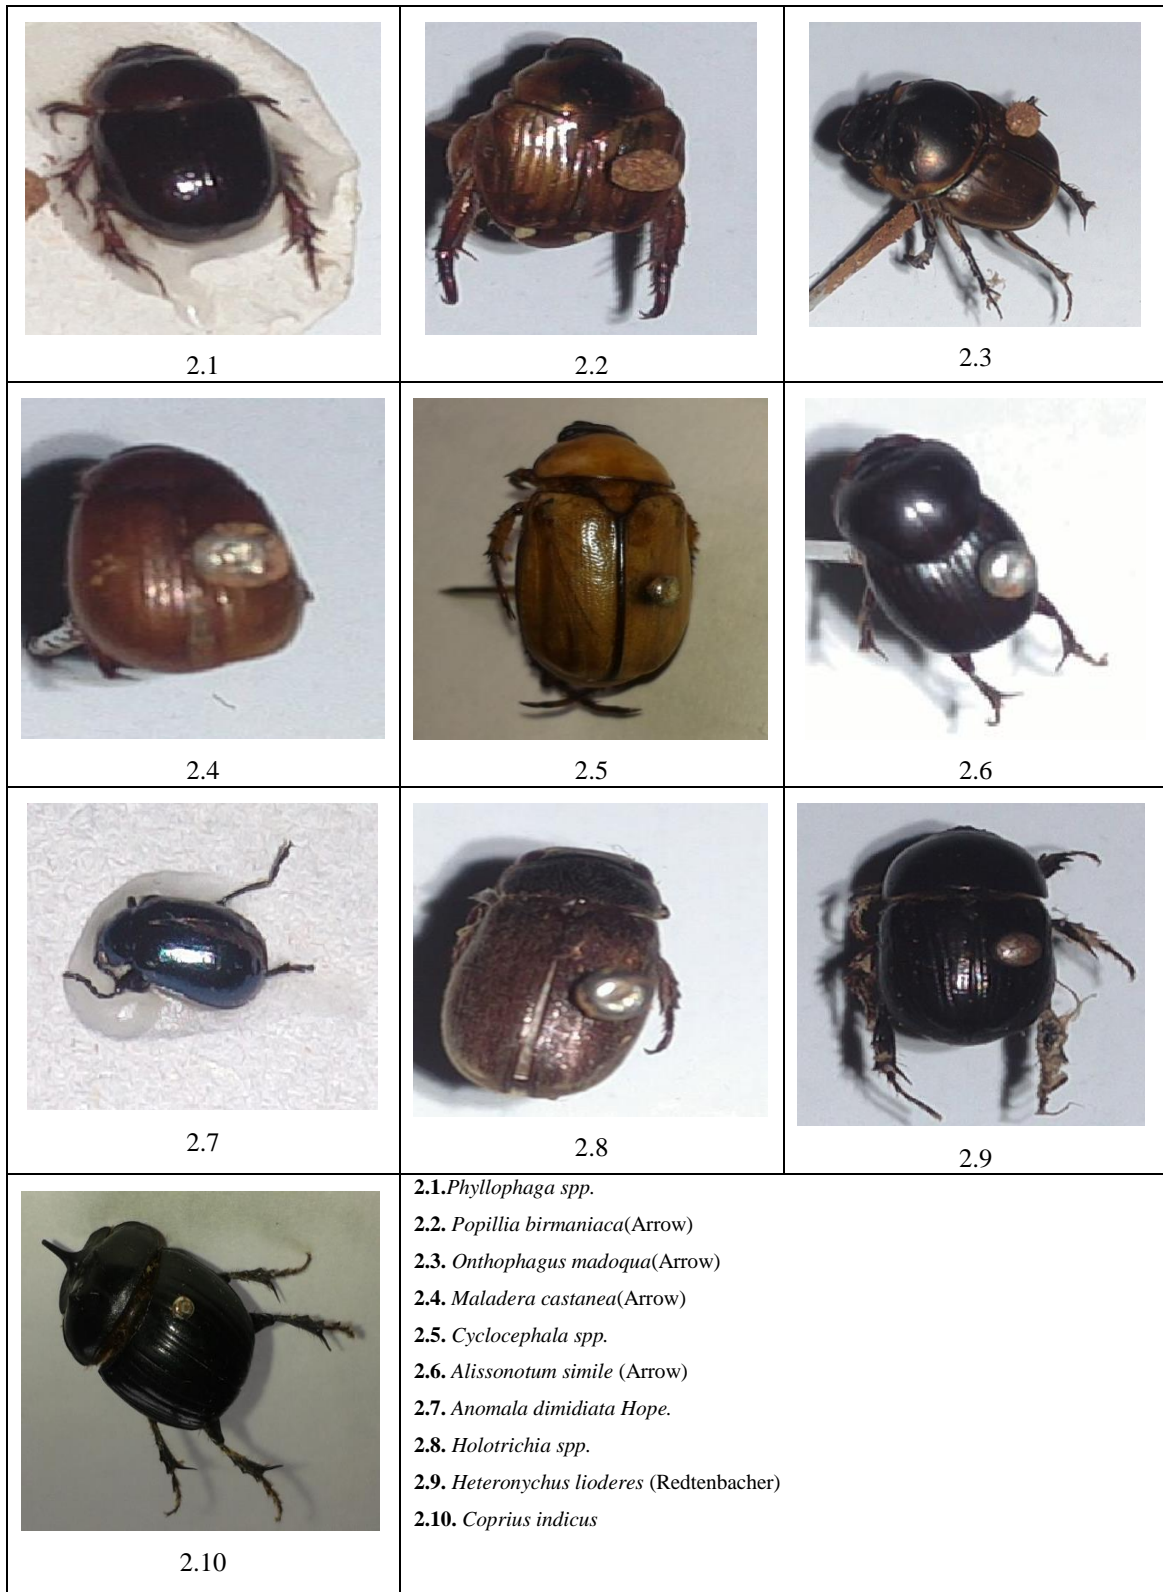 2.1
2.2
2.3
2.4
2.5
2.6
2.7
2.8
2.9
2.10
2.1.Phyllophaga spp.
2.2. Popillia birmaniaca(Arrow)
2.3. Onthophagus madoqua(Arrow)
2.4. Maladera castanea(Arrow)
2.5. Cyclocephala spp.
2.6. Alissonotum simile (Arrow)
2.7. Anomala dimidiata Hope.
2.8. Holotrichia spp.
2.9. Heteronychus lioderes (Redtenbacher)
2.10. Coprius indicus